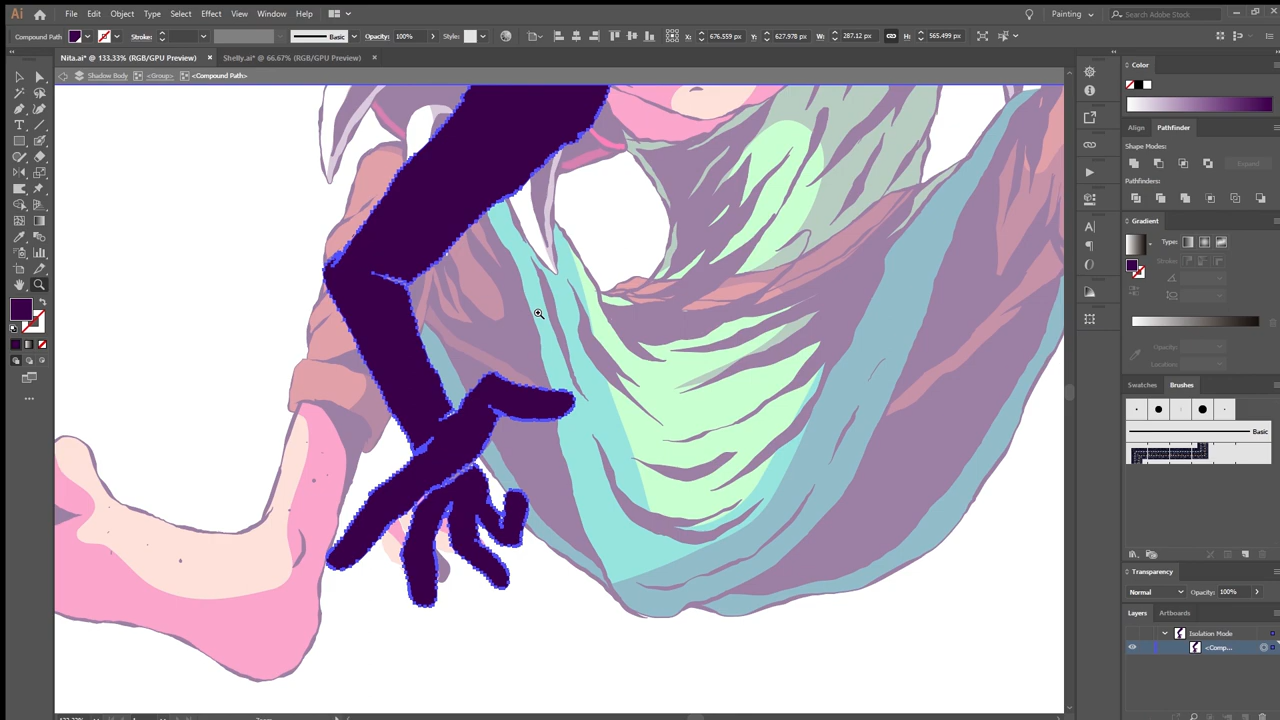 Ai File Edit Object Type Select Effect View Window Help Painting Search Adobe Stock
Compound Path Stroke: Basic Opacity: 100% Style: X: 676.559 px Y: 627.978 px W: 287.12 px H: 565.499 px
Nita.ai* @ 133.33% (RGB/GPU Preview) × Shelly.ai* @ 66.67% (RGB/GPU Preview) ×
Shadow Body <Group> <Compound Path>
Color
Align Pathfinder
Shape Modes:
Expand
Pathfinders:
Gradient
Type:
Stroke:
Opacity:
Location:
Swatches Brushes
Basic
Transparency
Normal Opacity: 100%
Layers Artboards
Isolation Mode
<Comp...
133.33% 1 Zoom